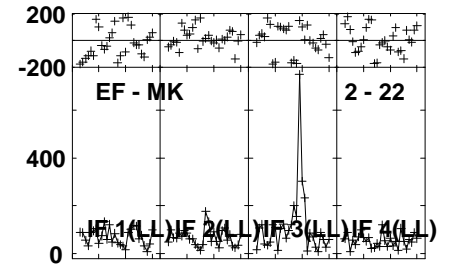 200
-200
EF - MK 2 - 22
400
IF 1(LL) IF 2(LL) IF 3(LL) IF 4(LL)
0